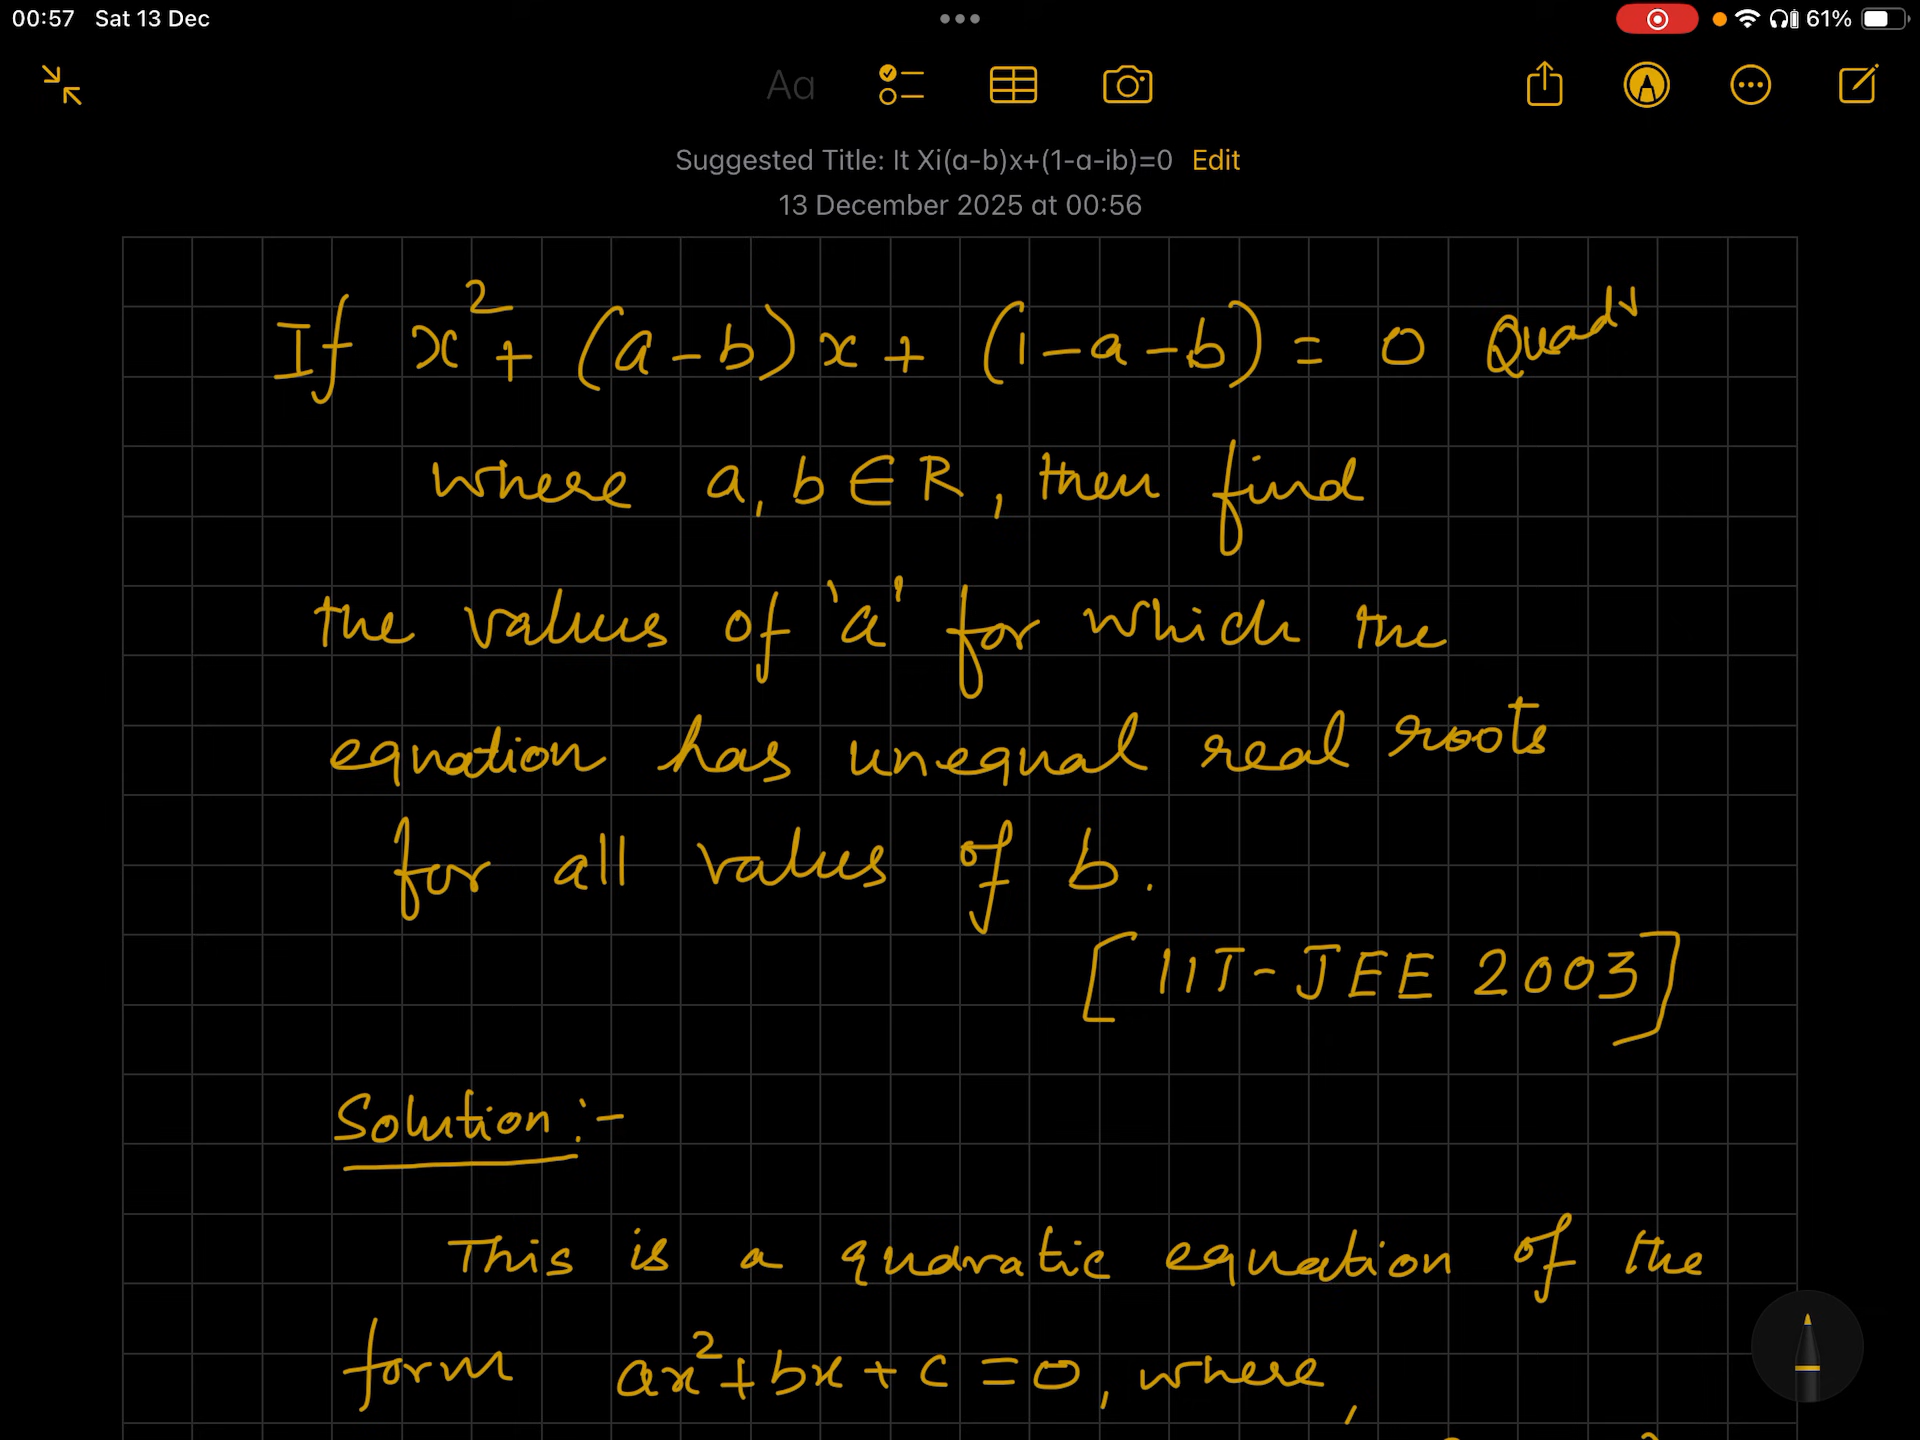 00:57 Sat 13 Dec
61%
Aa
Suggested Title: It Xi(a-b)x+(1-a-ib)=0 Edit
13 December 2025 at 00:56
If x²+ (a-b)x + (1-a-b) = 0 Quadr
where a, b ∈ R, then find
the values of 'a' for which the
equation has unequal real roots
for all values of b.
[IIT-JEE 2003]
Solution :-
This is a qudratic equation of the
form ax²+bx+c=0, where,